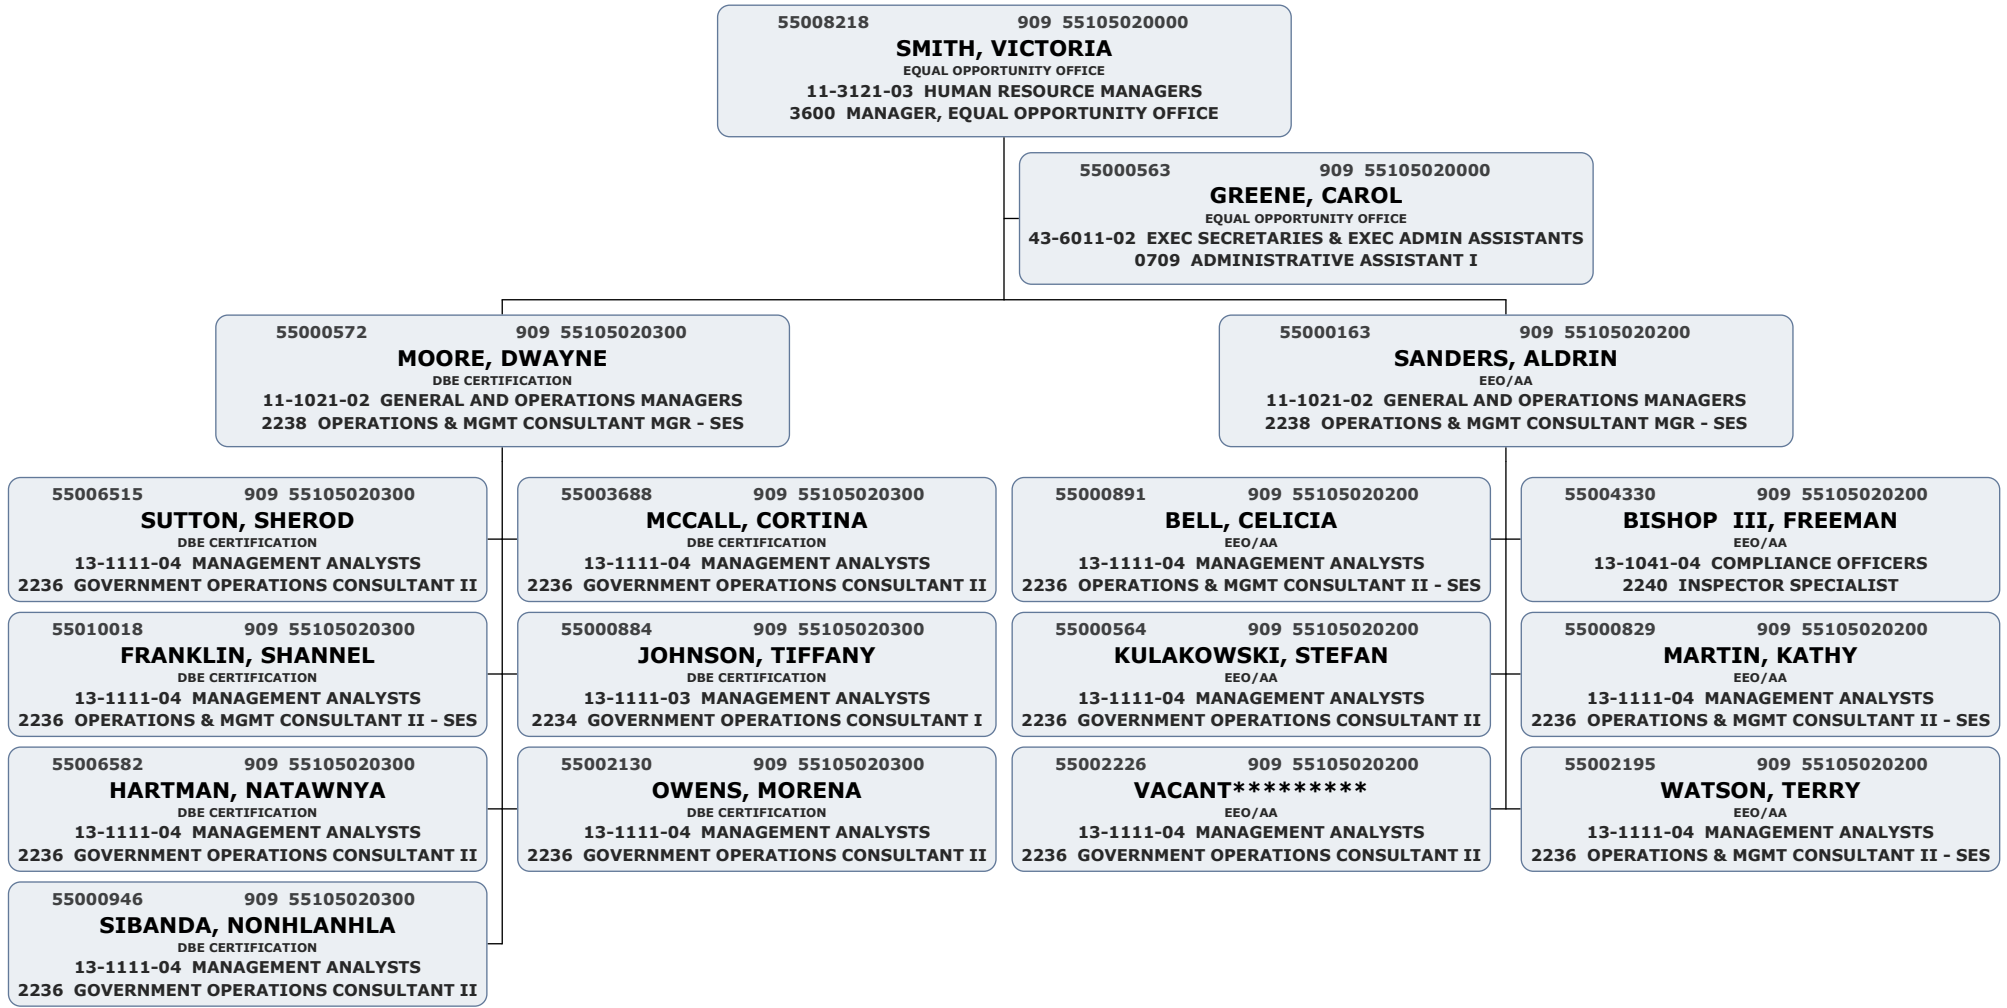 55008218 909 55105020000
SMITH, VICTORIA
EQUAL OPPORTUNITY OFFICE
11-3121-03 HUMAN RESOURCE MANAGERS
3600 MANAGER, EQUAL OPPORTUNITY OFFICE
55000563 909 55105020000
GREENE, CAROL
EQUAL OPPORTUNITY OFFICE
43-6011-02 EXEC SECRETARIES & EXEC ADMIN ASSISTANTS
0709 ADMINISTRATIVE ASSISTANT I
55000572 909 55105020300
MOORE, DWAYNE
DBE CERTIFICATION
11-1021-02 GENERAL AND OPERATIONS MANAGERS
2238 OPERATIONS & MGMT CONSULTANT MGR - SES
55000163 909 55105020200
SANDERS, ALDRIN
EEO/AA
11-1021-02 GENERAL AND OPERATIONS MANAGERS
2238 OPERATIONS & MGMT CONSULTANT MGR - SES
55006515 909 55105020300
SUTTON, SHEROD
DBE CERTIFICATION
13-1111-04 MANAGEMENT ANALYSTS
2236 GOVERNMENT OPERATIONS CONSULTANT II
55003688 909 55105020300
MCCALL, CORTINA
DBE CERTIFICATION
13-1111-04 MANAGEMENT ANALYSTS
2236 GOVERNMENT OPERATIONS CONSULTANT II
55000891 909 55105020200
BELL, CELICIA
EEO/AA
13-1111-04 MANAGEMENT ANALYSTS
2236 OPERATIONS & MGMT CONSULTANT II - SES
55004330 909 55105020200
BISHOP III, FREEMAN
EEO/AA
13-1041-04 COMPLIANCE OFFICERS
2240 INSPECTOR SPECIALIST
55010018 909 55105020300
FRANKLIN, SHANNEL
DBE CERTIFICATION
13-1111-04 MANAGEMENT ANALYSTS
2236 OPERATIONS & MGMT CONSULTANT II - SES
55000884 909 55105020300
JOHNSON, TIFFANY
DBE CERTIFICATION
13-1111-03 MANAGEMENT ANALYSTS
2234 GOVERNMENT OPERATIONS CONSULTANT I
55000564 909 55105020200
KULAKOWSKI, STEFAN
EEO/AA
13-1111-04 MANAGEMENT ANALYSTS
2236 GOVERNMENT OPERATIONS CONSULTANT II
55000829 909 55105020200
MARTIN, KATHY
EEO/AA
13-1111-04 MANAGEMENT ANALYSTS
2236 OPERATIONS & MGMT CONSULTANT II - SES
55006582 909 55105020300
HARTMAN, NATAWNYA
DBE CERTIFICATION
13-1111-04 MANAGEMENT ANALYSTS
2236 GOVERNMENT OPERATIONS CONSULTANT II
55002130 909 55105020300
OWENS, MORENA
DBE CERTIFICATION
13-1111-04 MANAGEMENT ANALYSTS
2236 GOVERNMENT OPERATIONS CONSULTANT II
55002226 909 55105020200
VACANT*********
EEO/AA
13-1111-04 MANAGEMENT ANALYSTS
2236 GOVERNMENT OPERATIONS CONSULTANT II
55002195 909 55105020200
WATSON, TERRY
EEO/AA
13-1111-04 MANAGEMENT ANALYSTS
2236 OPERATIONS & MGMT CONSULTANT II - SES
55000946 909 55105020300
SIBANDA, NONHLANHLA
DBE CERTIFICATION
13-1111-04 MANAGEMENT ANALYSTS
2236 GOVERNMENT OPERATIONS CONSULTANT II